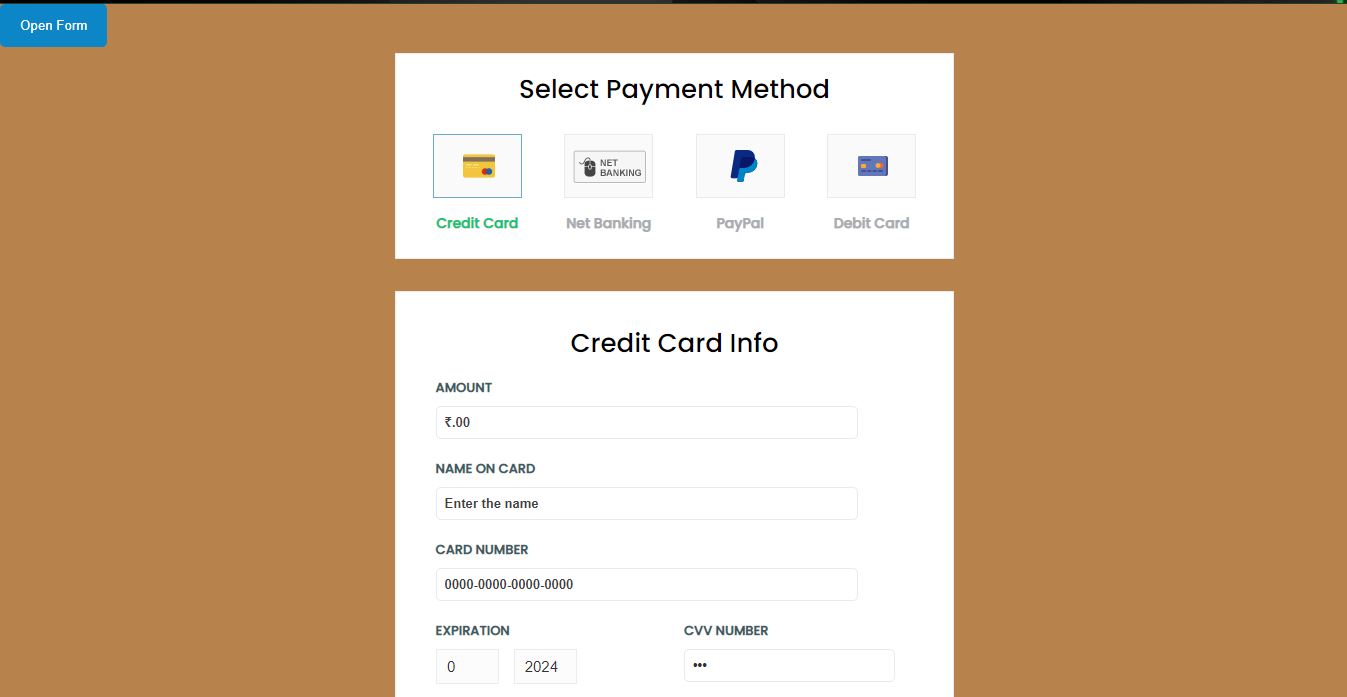 Open Form
Select Payment Method
NET
BANKING
Credit Card Net Banking PayPal Debit Card
Credit Card Info
AMOUNT
₹.00
NAME ON CARD
Enter the name
CARD NUMBER
0000-0000-0000-0000
EXPIRATION CVV NUMBER
0 2024 •••